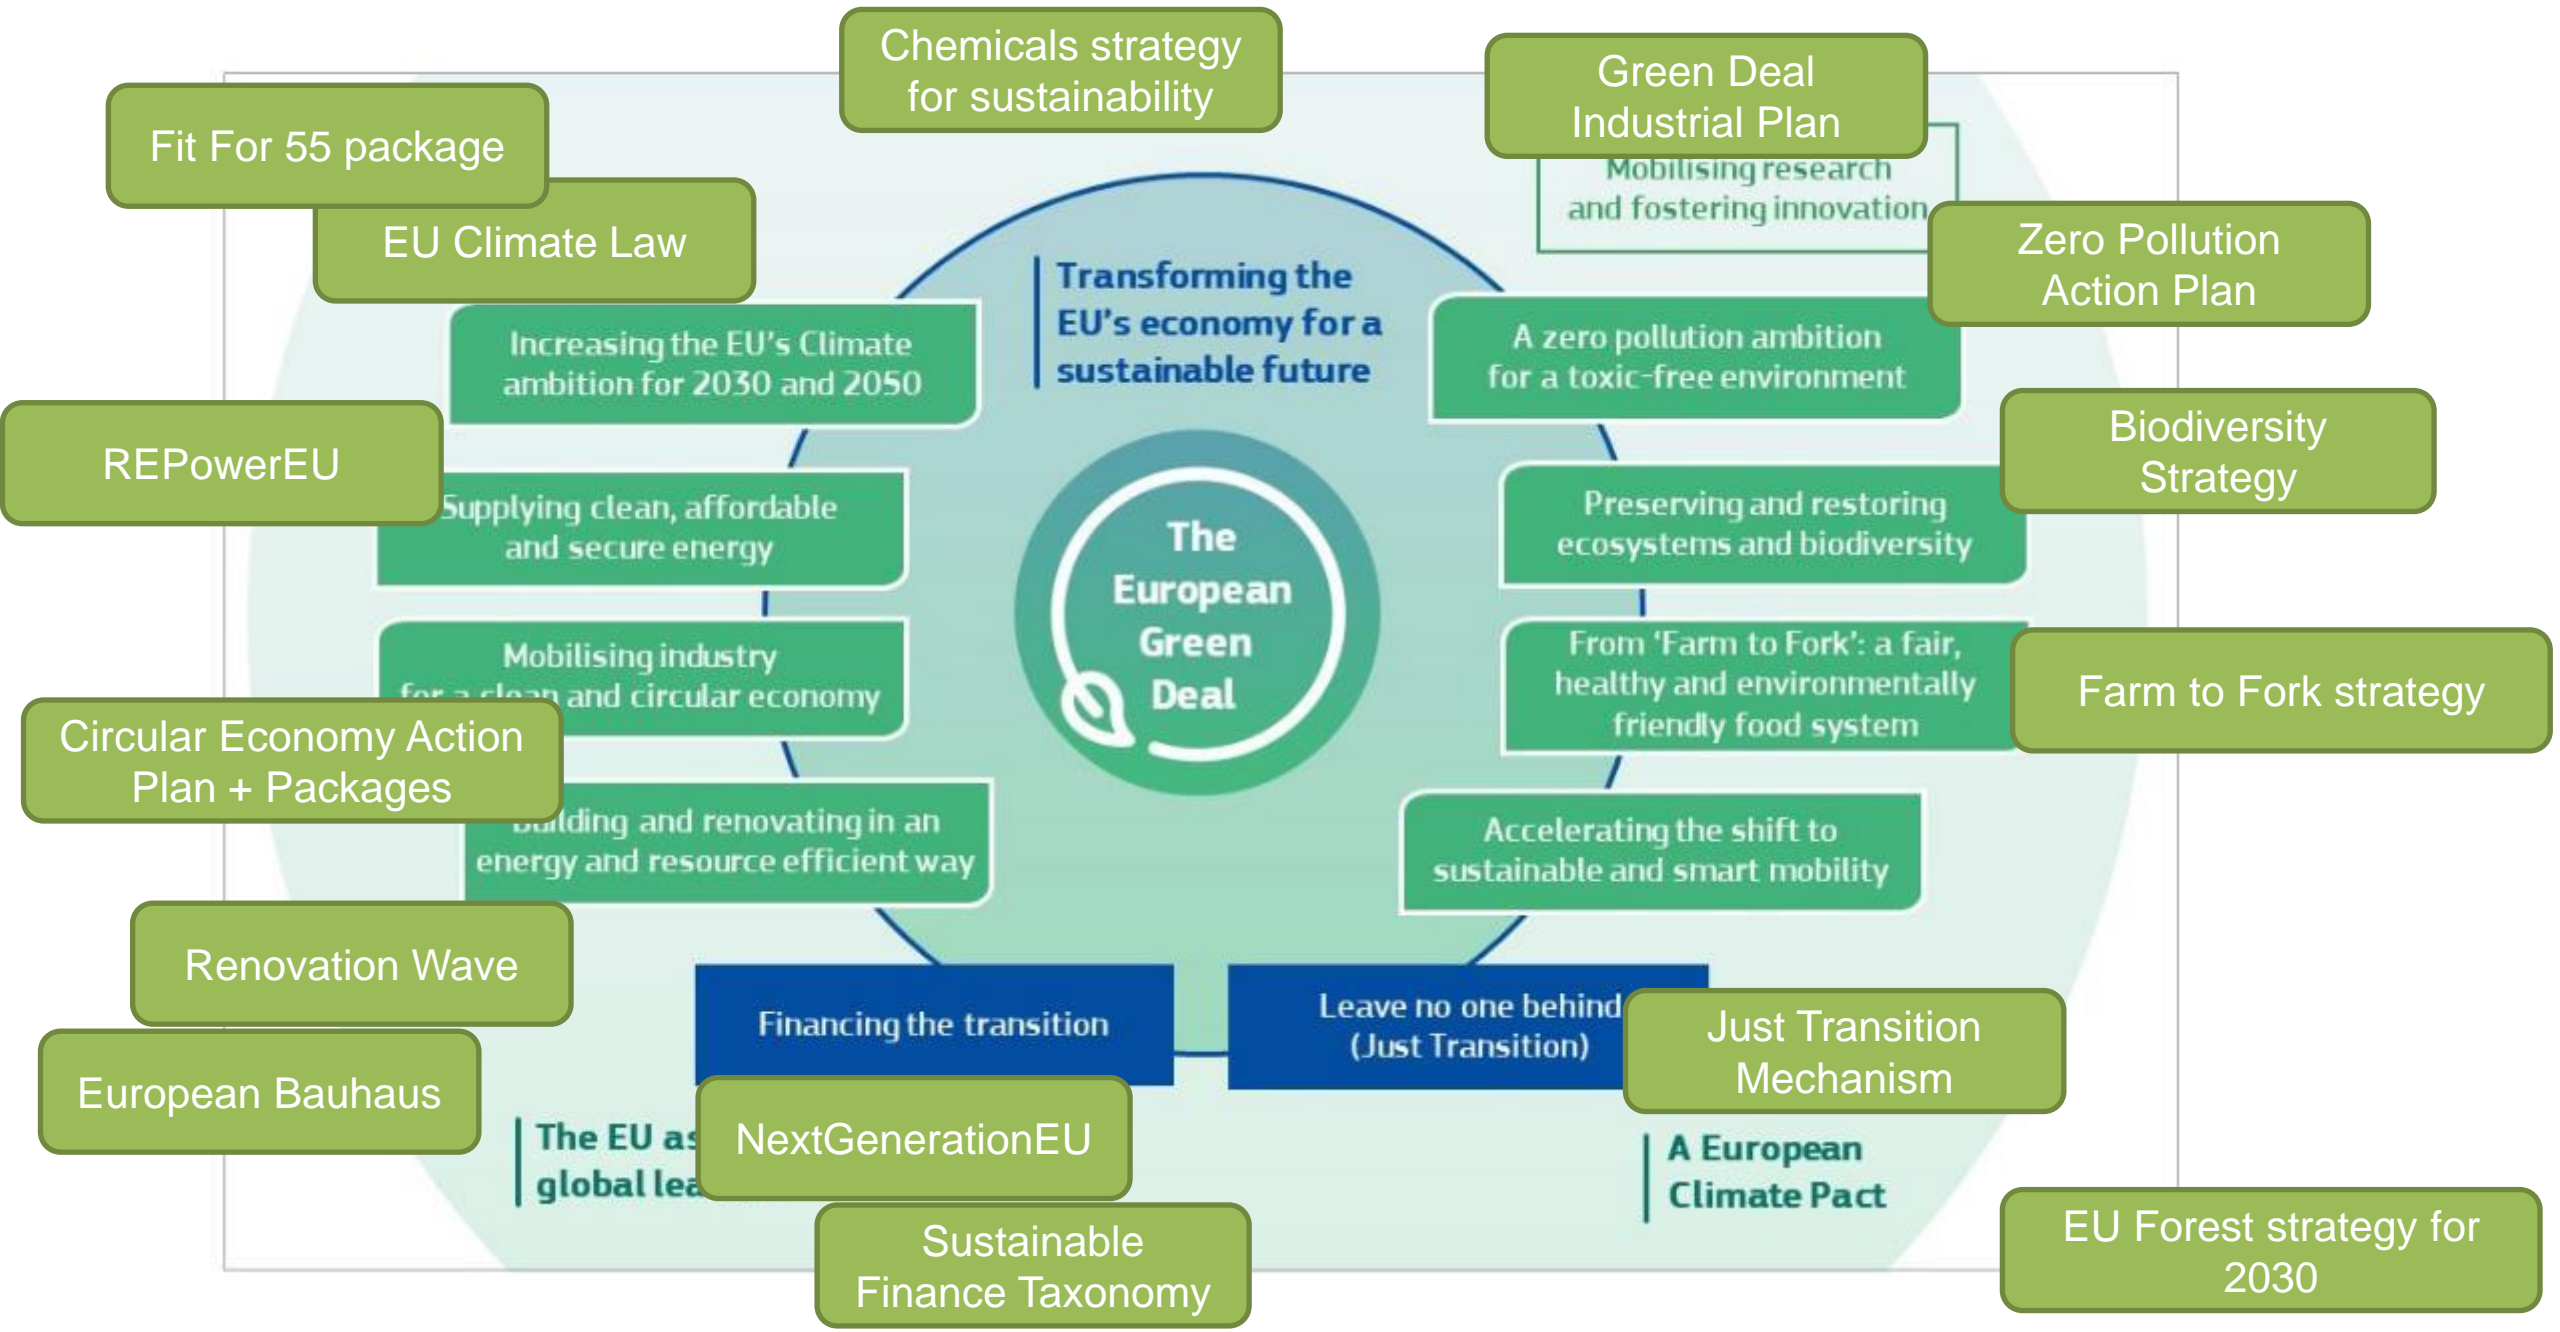 Chemicals strategy
for sustainability
Green Deal
Industrial Plan
Fit For 55 package
EU Climate Law
Mobilising research
and fostering innovation
Zero Pollution
Action Plan
Transforming the
EU's economy for a
sustainable future
Increasing the EU's Climate
ambition for 2030 and 2050
A zero pollution ambition
for a toxic-free environment
REPowerEU
Supplying clean, affordable
and secure energy
Biodiversity
Strategy
Preserving and restoring
ecosystems and biodiversity
The
European
Green
Deal
Mobilising industry
for a clean and circular economy
From 'Farm to Fork': a fair,
healthy and environmentally
friendly food system
Farm to Fork strategy
Circular Economy Action
Plan + Packages
Building and renovating in an
energy and resource efficient way
Accelerating the shift to
sustainable and smart mobility
Renovation Wave
European Bauhaus
Financing the transition
Leave no one behind
(Just Transition)
Just Transition
Mechanism
The EU as
global
NextGenerationEU
A European
Climate Pact
Sustainable
Finance Taxonomy
EU Forest strategy for
2030